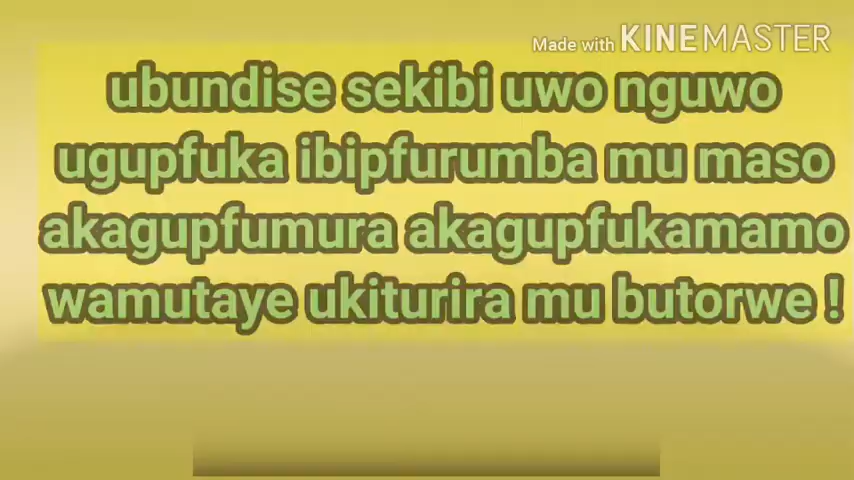 Made with KINEMASTER
ubundise sekibi uwo nguwo
ugupfuka ibipfurumba mu maso
akagupfumura akagupfukamamo
wamutaye ukiturira mu butorwe !